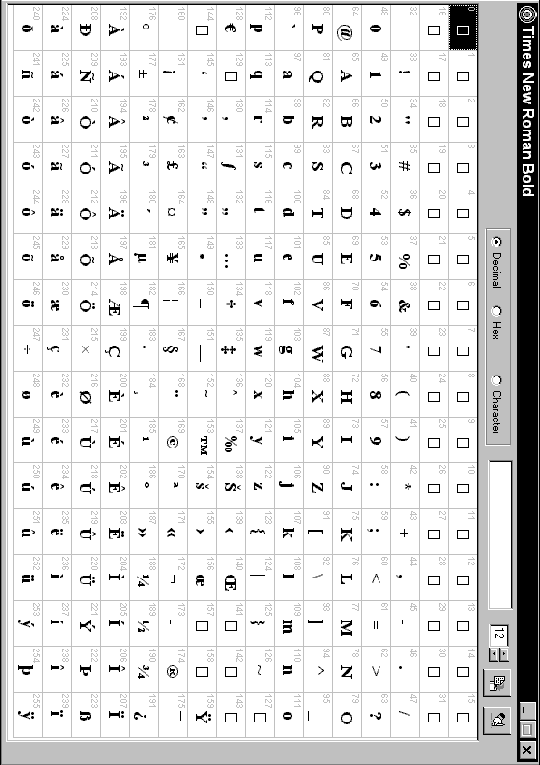 Times New Roman Bold
Decimal Hex Character 12
0 1 2 3 4 5 6 7 8 9 10 11 12 13 14 15
□ □ □ □ □ □ □ □ □ □ □ □ □ □ □ □
16 17 18 19 20 21 22 23 24 25 26 27 28 29 30 31
□ □ □ □ □ □ □ □ □ □ □ □ □ □ □ □
32 33 34 35 36 37 38 39 40 41 42 43 44 45 46 47
! " # $ % & ' ( ) * + , - . /
48 49 50 51 52 53 54 55 56 57 58 59 60 61 62 63
0 1 2 3 4 5 6 7 8 9 : ; < = > ?
64 65 66 67 68 69 70 71 72 73 74 75 76 77 78 79
@ A B C D E F G H I J K L M N O
80 81 82 83 84 85 86 87 88 89 90 91 92 93 94 95
P Q R S T U V W X Y Z [ \ ] ^ _
96 97 98 99 100 101 102 103 104 105 106 107 108 109 110 111
` a b c d e f g h i j k l m n o
112 113 114 115 116 117 118 119 120 121 122 123 124 125 126 127
p q r s t u v w x y z { | } ~ □
128 129 130 131 132 133 134 135 136 137 138 139 140 141 142 143
€ □ ‚ ƒ „ … † ‡ ˆ ‰ Š ‹ Œ □ □ □
144 145 146 147 148 149 150 151 152 153 154 155 156 157 158 159
□ ‘ ’ “ ” • – — ˜ ™ š › œ □ □ Ÿ
160 161 162 163 164 165 166 167 168 169 170 171 172 173 174 175
¡ ¢ £ ¤ ¥ ¦ § ¨ © ª « ¬ - ® ¯
176 177 178 179 180 181 182 183 184 185 186 187 188 189 190 191
° ± ² ³ ´ µ ¶ · ¸ ¹ º » ¼ ½ ¾ ¿
192 193 194 195 196 197 198 199 200 201 202 203 204 205 206 207
À Á Â Ã Ä Å Æ Ç È É Ê Ë Ì Í Î Ï
208 209 210 211 212 213 214 215 216 217 218 219 220 221 222 223
Ð Ñ Ò Ó Ô Õ Ö × Ø Ù Ú Û Ü Ý Þ ß
224 225 226 227 228 229 230 231 232 233 234 235 236 237 238 239
à á â ã ä å æ ç è é ê ë ì í î ï
240 241 242 243 244 245 246 247 248 249 250 251 252 253 254 255
ð ñ ò ó ô õ ö ÷ ø ù ú û ü ý þ ÿ